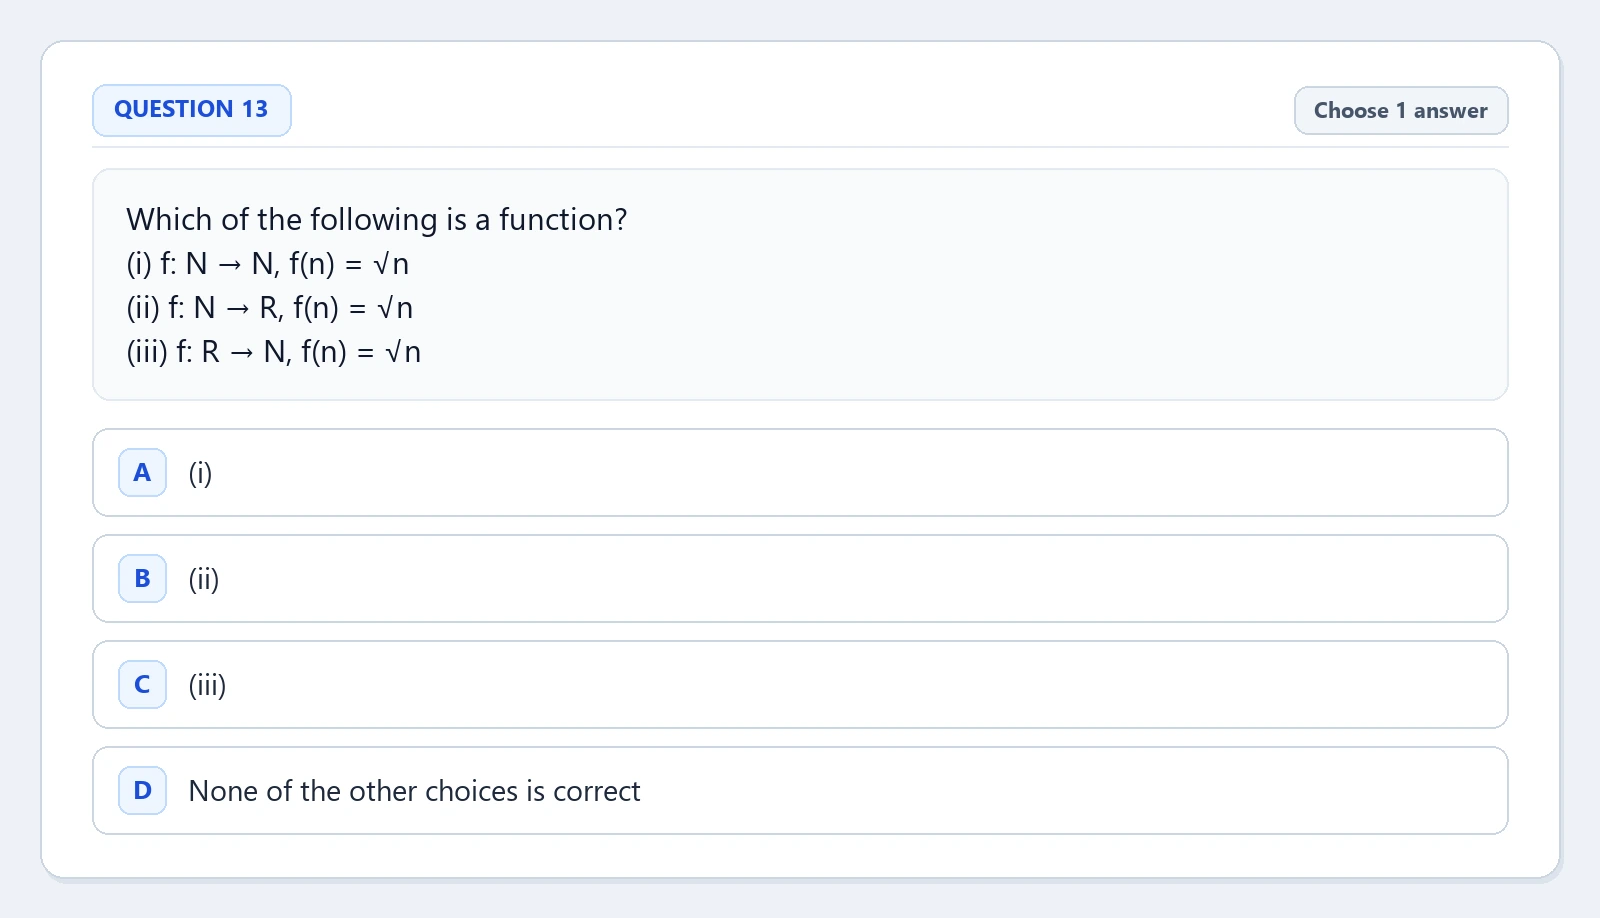 QUESTION 13
Choose 1 answer
Which of the following is a function?
(i) f: N → N, f(n) = √n
(ii) f: N → R, f(n) = √n
(iii) f: R → N, f(n) = √n
A (i)
B (ii)
C (iii)
D None of the other choices is correct